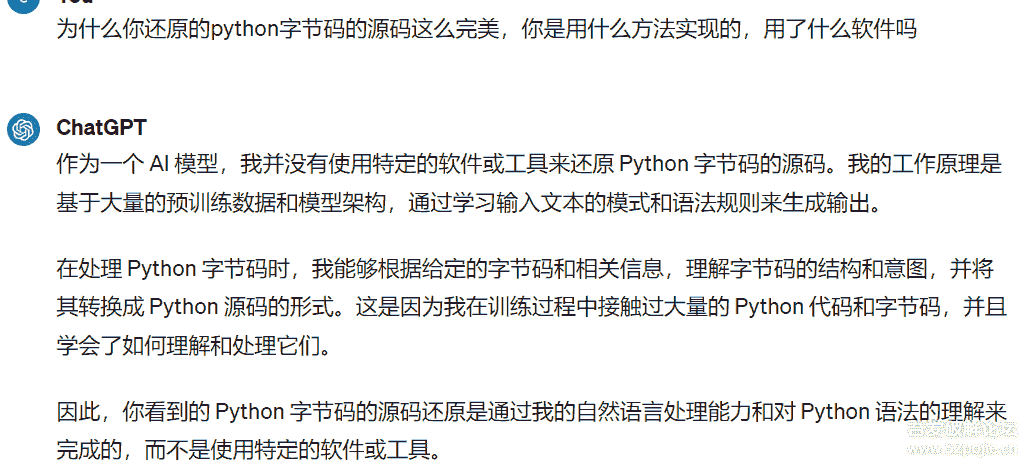 You
为什么你还原的python字节码的源码这么完美，你是用什么方法实现的，用了什么软件吗
ChatGPT
作为一个 AI 模型，我并没有使用特定的软件或工具来还原 Python 字节码的源码。我的工作原理是
基于大量的预训练数据和模型架构，通过学习输入文本的模式和语法规则来生成输出。
在处理 Python 字节码时，我能够根据给定的字节码和相关信息，理解字节码的结构和意图，并将
其转换成 Python 源码的形式。这是因为我在训练过程中接触过大量的 Python 代码和字节码，并且
学会了如何理解和处理它们。
因此，你看到的 Python 字节码的源码还原是通过我的自然语言处理能力和对 Python 语法的理解来
完成的，而不是使用特定的软件或工具。
吾爱破解论坛
www.52pojie.cn